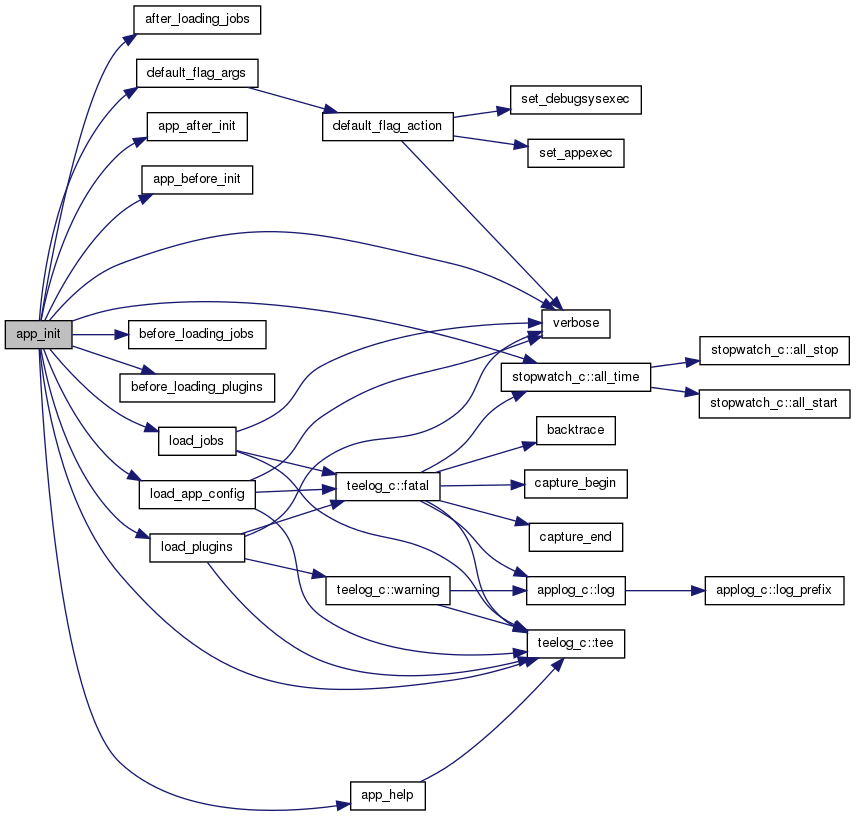 after_loading_jobs
default_flag_args
set_debugsysexec
app_after_init
default_flag_action
set_appexec
app_before_init
app_init
verbose
before_loading_jobs
stopwatch_c::all_stop
before_loading_plugins
stopwatch_c::all_time
stopwatch_c::all_start
load_jobs
backtrace
load_app_config
teelog_c::fatal
capture_begin
load_plugins
capture_end
teelog_c::warning
applog_c::log
applog_c::log_prefix
teelog_c::tee
app_help